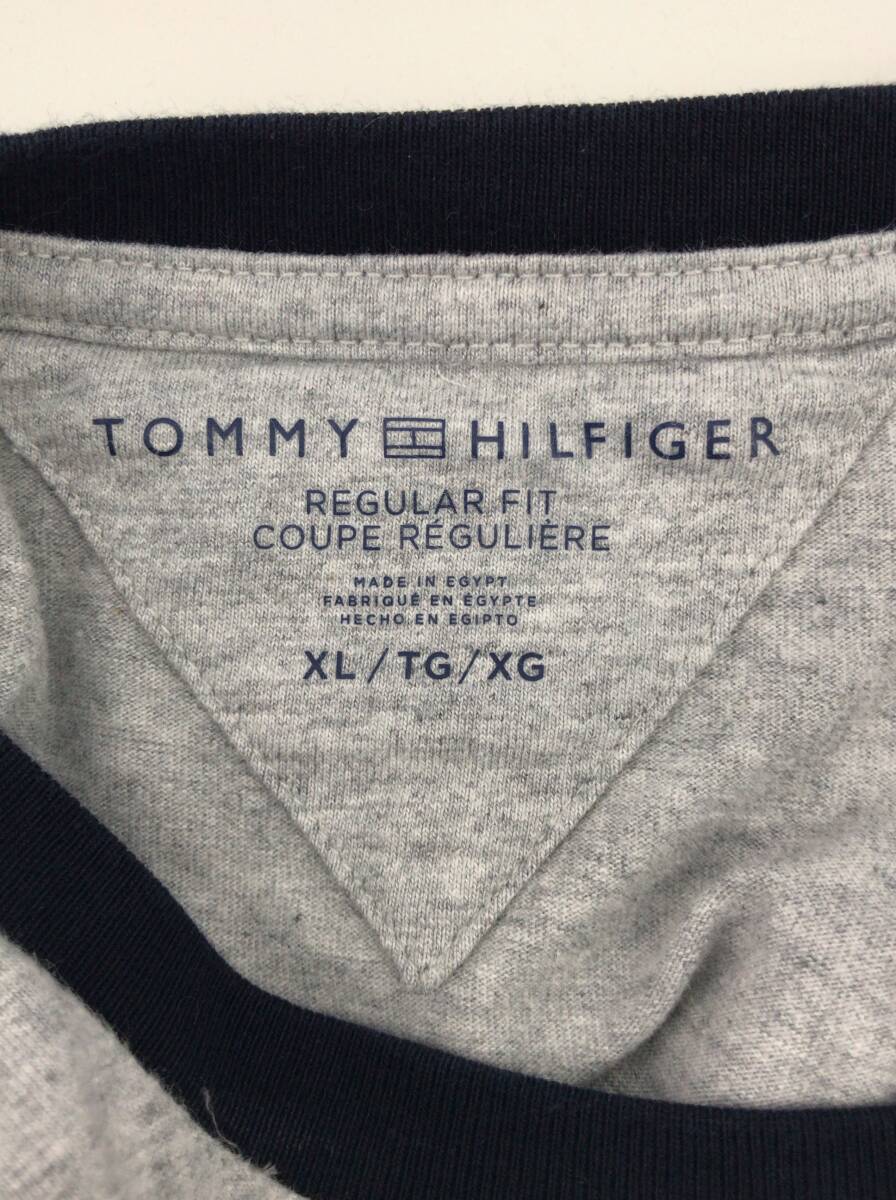 TOMMY HILFIGER
REGULAR FIT
COUPE RÉGULIÈRE
MADE IN EGYPT
FABRIQUÉ EN ÉGYPTE
HECHO EN EGIPTO
XL / TG / XG